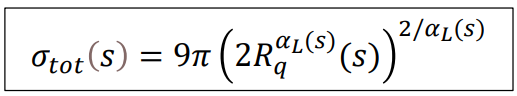 σ_tot(s) = 9π (2R_q^{α_L(s)}(s))^{2/α_L(s)}